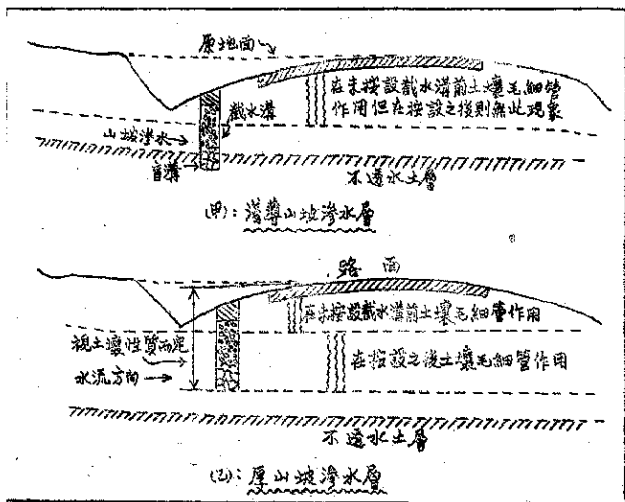 原地面
在未按設截水溝前土壤毛細管
作用但在按設之後則無此現象
截水溝
山坡滲水
盲溝
不透水土層
(甲):淺薄山坡滲水層
路面
在未按設截水溝前土壤毛細管作用
視土壤性質而定
在按設之後土壤毛細管作用
水流方向
不透水土層
(乙):厚山坡滲水層